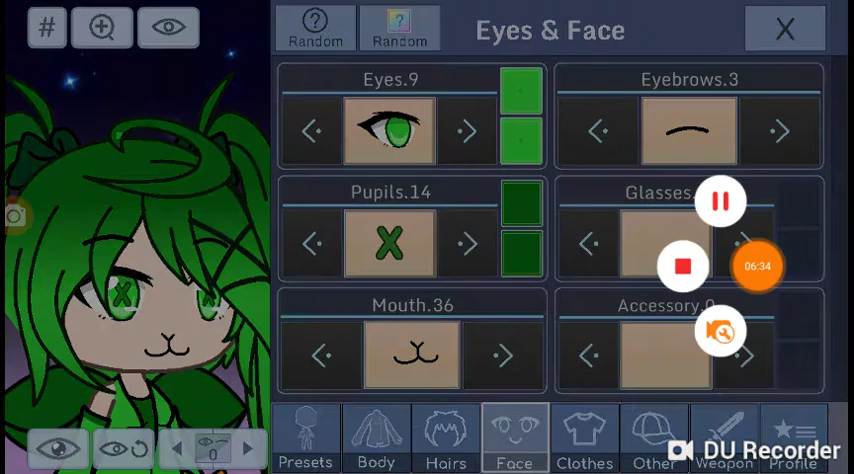 #
? Random
? Random
Eyes & Face
X
Eyes.9
Eyebrows.3
Pupils.14
Glasses.
06:34
Mouth.36
Accessory.0
0
Presets
Body
Hairs
Face
Clothes
Other
Weapon
Profile
DU Recorder